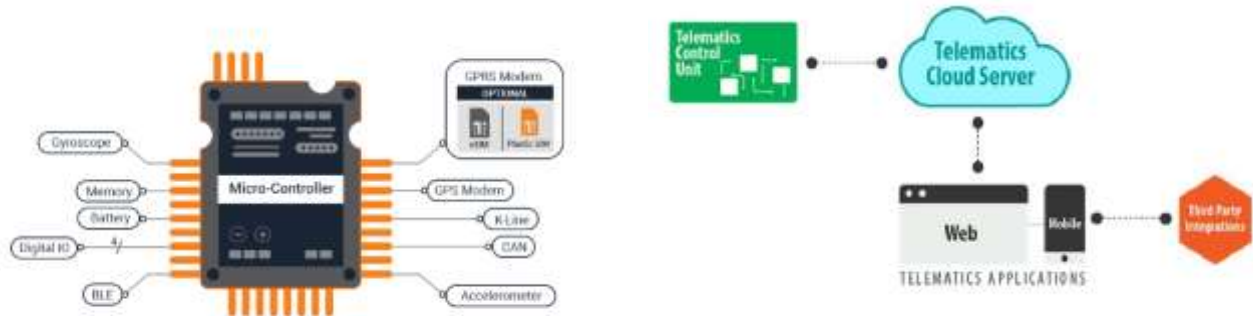 GPRS Modem
OPTIONAL
eSIM
Plastic SIM
Gyroscope
Memory
Battery
Digital IO
4
BLE
Micro-Controller
GPS Modem
K-Line
CAN
Accelerometer
Telematics
Control
Unit
Telematics
Cloud Server
Web
Mobile
TELEMATICS APPLICATIONS
Third Party
Integrations